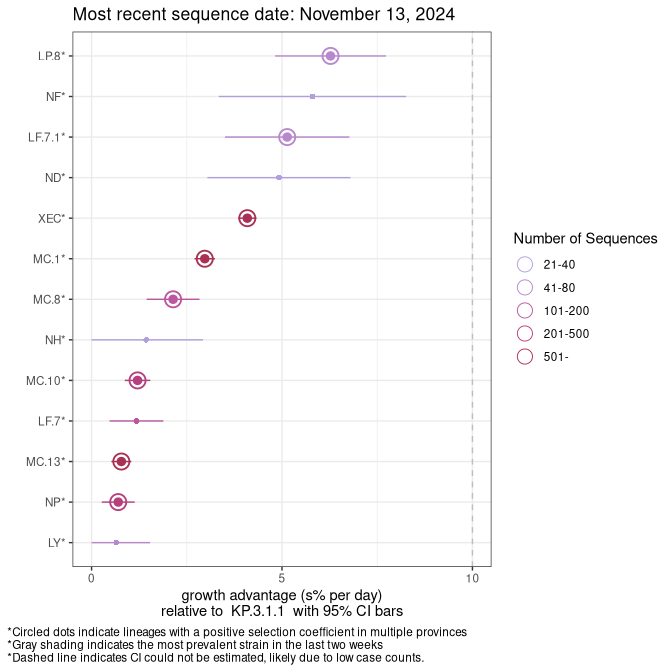 Most recent sequence date: November 13, 2024
LP.8*
NF*
LF.7.1*
ND*
XEC*
MC.1*
MC.8*
NH*
MC.10*
LF.7*
MC.13*
NP*
LY*
0 5 10
growth advantage (s% per day)
relative to KP.3.1.1 with 95% CI bars
Number of Sequences
21-40
41-80
101-200
201-500
501-
*Circled dots indicate lineages with a positive selection coefficient in multiple provinces
*Gray shading indicates the most prevalent strain in the last two weeks
*Dashed line indicates CI could not be estimated, likely due to low case counts.